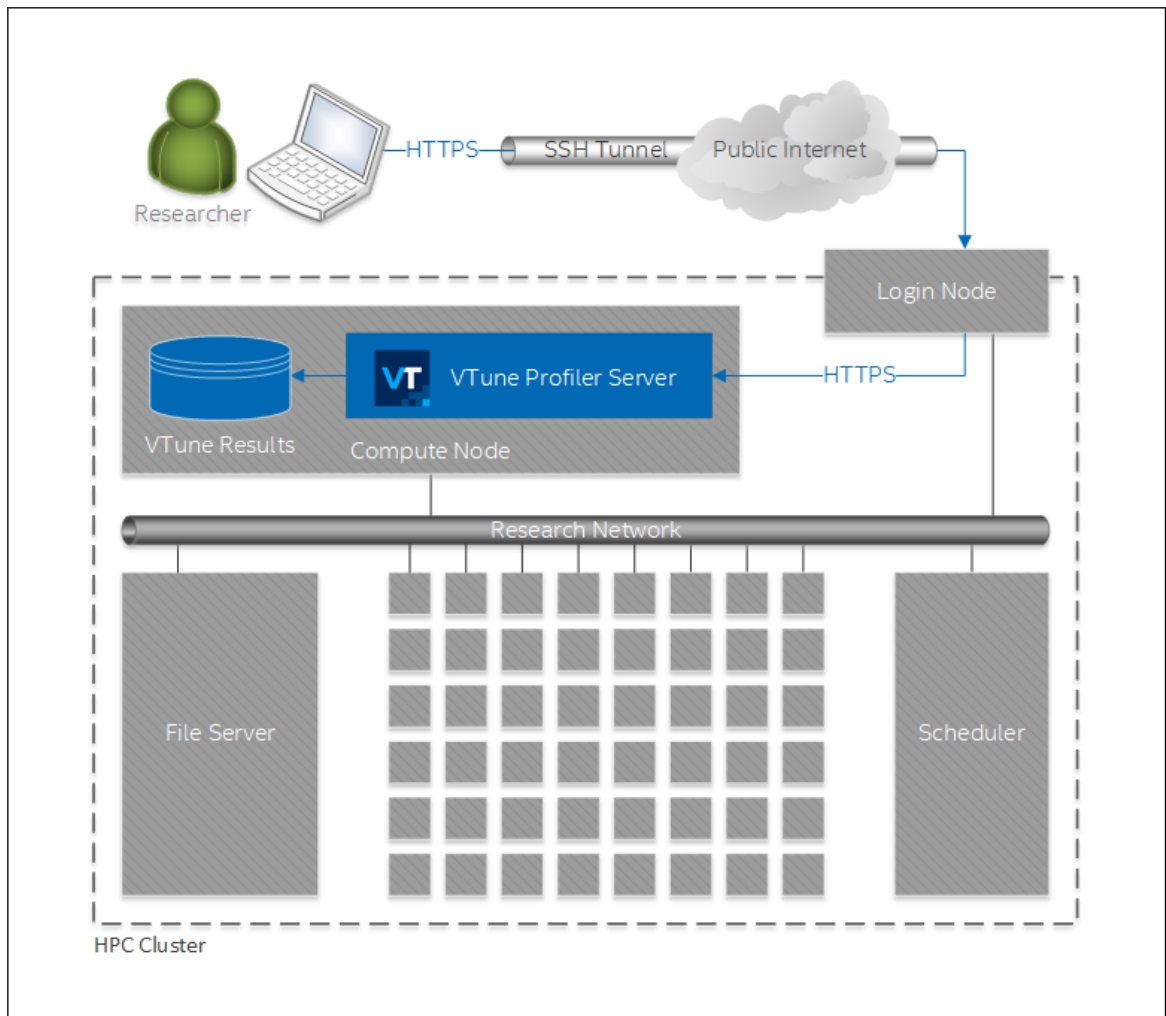 HTTPS
SSH Tunnel
Public Internet
Researcher
Login Node
VT
VTune Profiler Server
HTTPS
VTune Results
Compute Node
Research Network
File Server
Scheduler
HPC Cluster